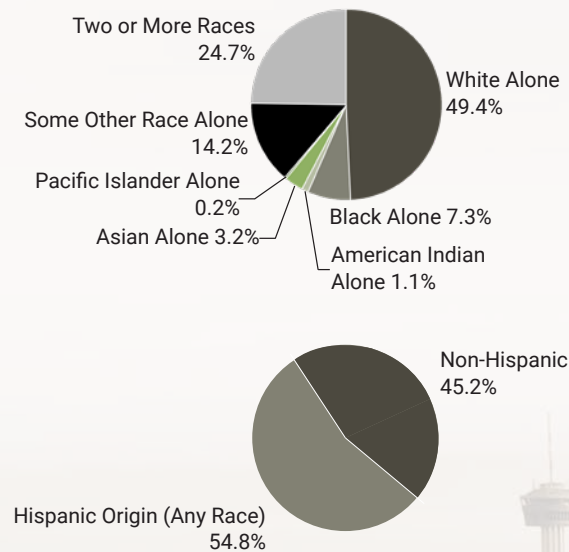 Two or More Races
24.7%
White Alone
49.4%
Some Other Race Alone
14.2%
Pacific Islander Alone
0.2%
Asian Alone 3.2%
Black Alone 7.3%
American Indian
Alone 1.1%
Non-Hispanic
45.2%
Hispanic Origin (Any Race)
54.8%